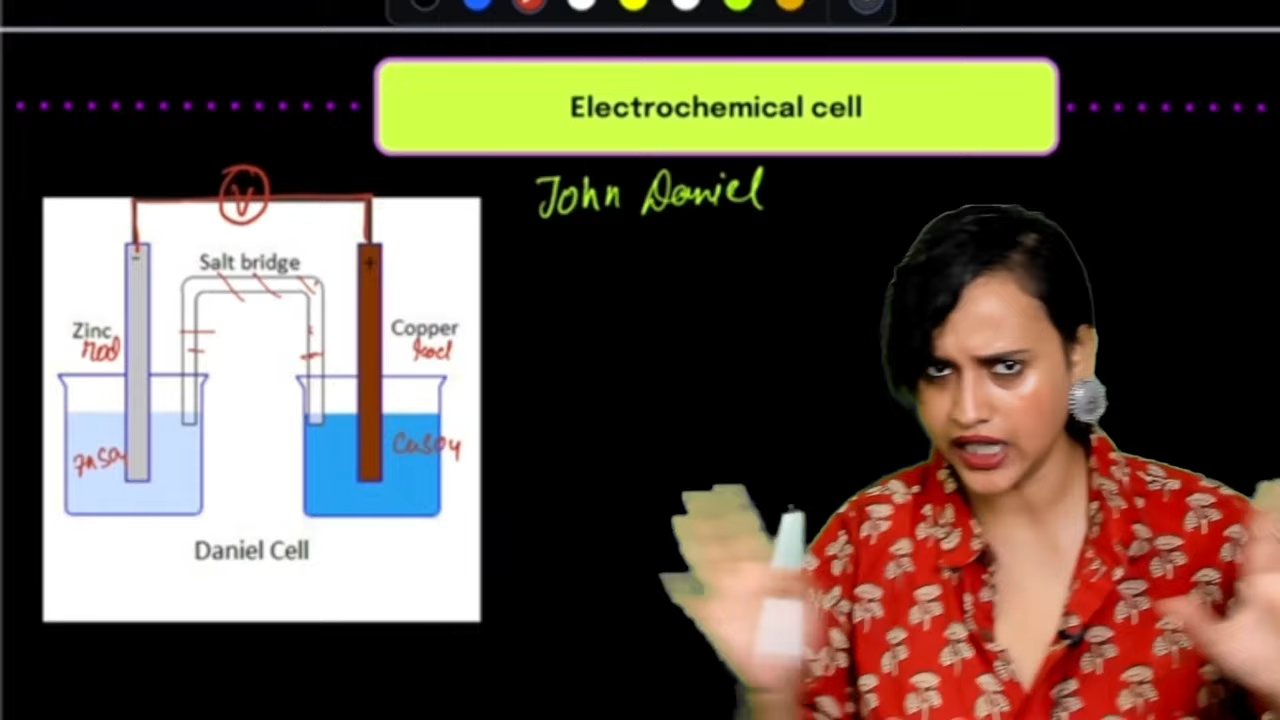 Electrochemical cell
John Daniel
V
- +
Salt bridge
Zinc Copper
rod rod
ZnSO4 CuSO4
Daniel Cell